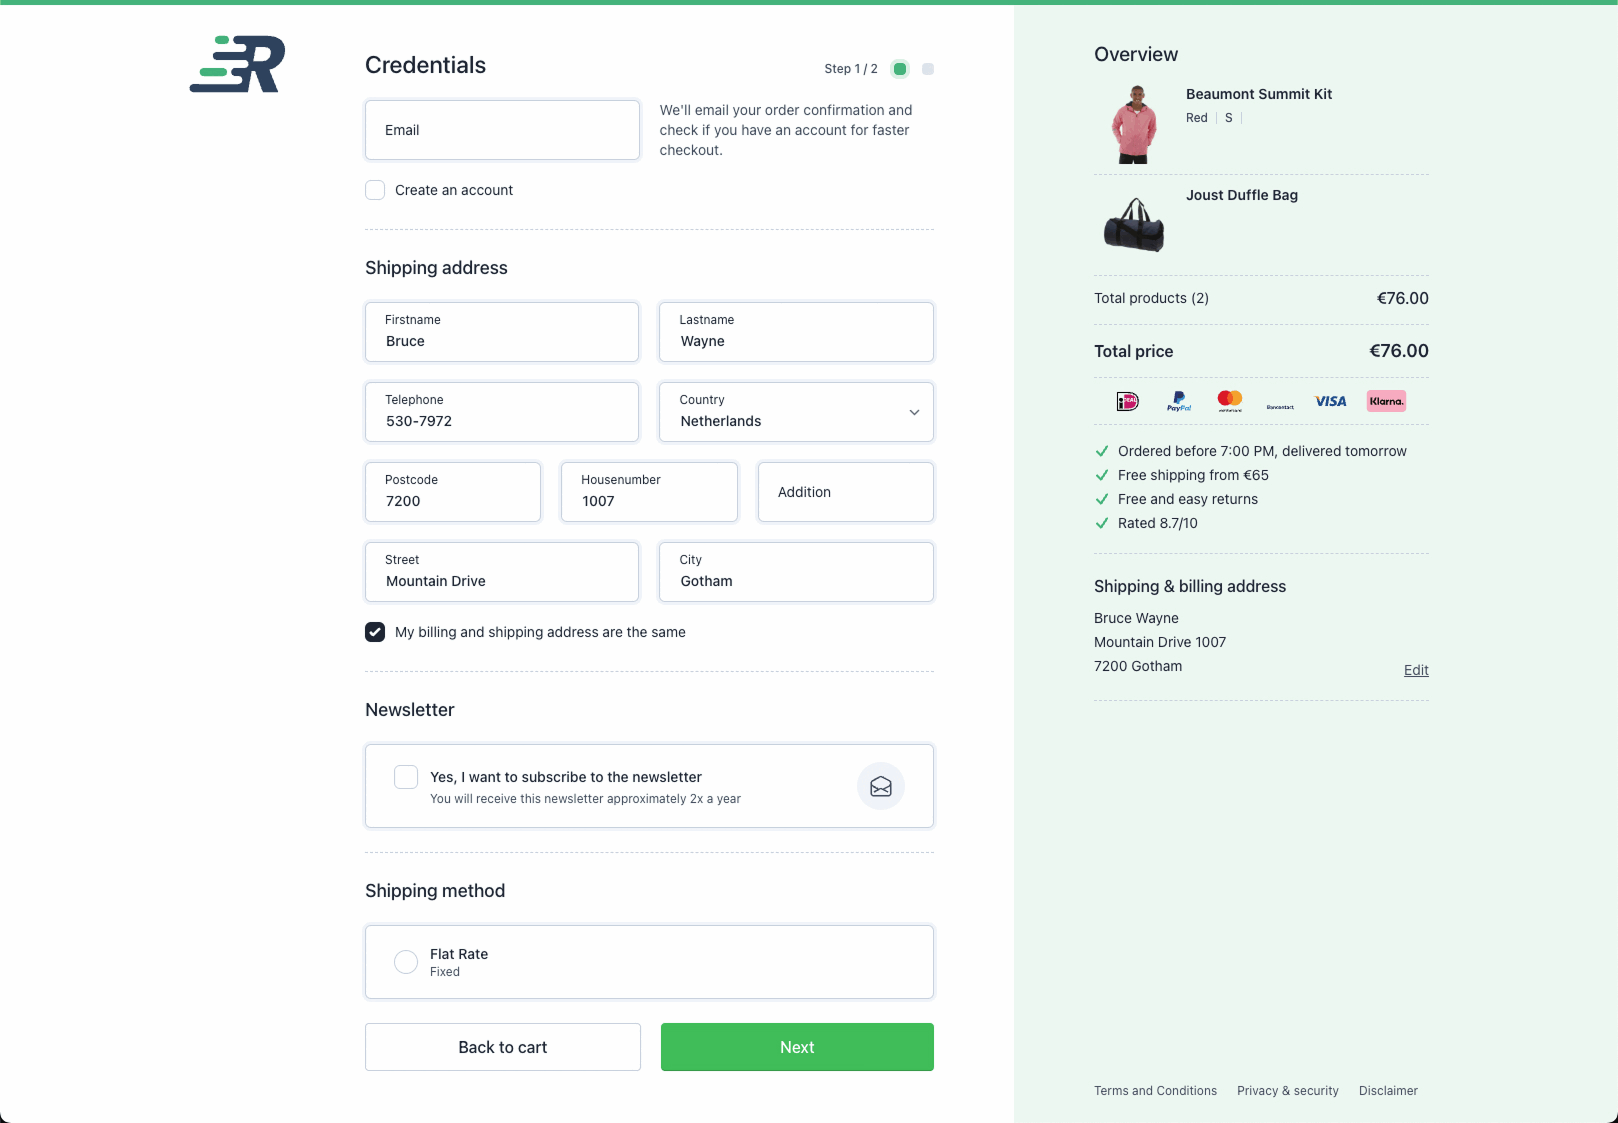 Credentials
Step 1 / 2
Email
We'll email your order confirmation and
check if you have an account for faster
checkout.
Create an account
Shipping address
Firstname
Bruce
Lastname
Wayne
Telephone
530-7972
Country
Netherlands
Postcode
7200
Housenumber
1007
Addition
Street
Mountain Drive
City
Gotham
My billing and shipping address are the same
Newsletter
Yes, I want to subscribe to the newsletter
You will receive this newsletter approximately 2x a year
Shipping method
Flat Rate
Fixed
Back to cart
Next
R
Overview
Beaumont Summit Kit
Red | S |
Joust Duffle Bag
Total products (2)
€76.00
Total price
€76.00
iDEAL
PayPal
mastercard
Bancontact
VISA
Klarna.
Ordered before 7:00 PM, delivered tomorrow
Free shipping from €65
Free and easy returns
Rated 8.7/10
Shipping & billing address
Bruce Wayne
Mountain Drive 1007
7200 Gotham
Edit
Terms and Conditions
Privacy & security
Disclaimer